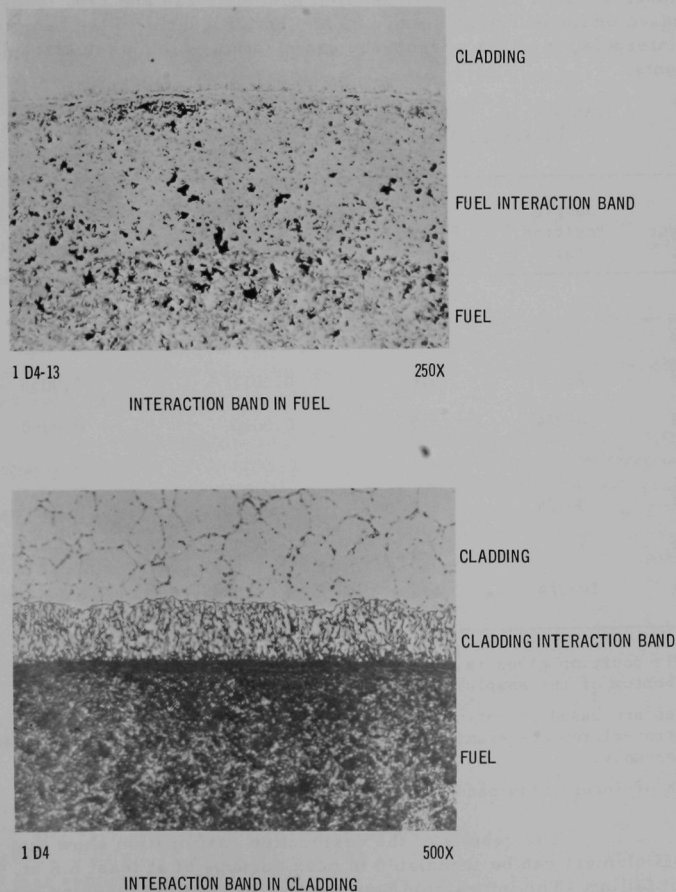 CLADDING
FUEL INTERACTION BAND
FUEL
1 D4-13 250X
INTERACTION BAND IN FUEL
CLADDING
CLADDING INTERACTION BAND
FUEL
1 D4 500X
INTERACTION BAND IN CLADDING